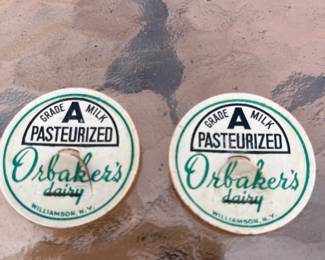 GRADE A MILK
PASTEURIZED
Orbaker's
dairy
WILLIAMSON, N.Y.
GRADE A MILK
PASTEURIZED
Orbaker's
dairy
WILLIAMSON, N.Y.